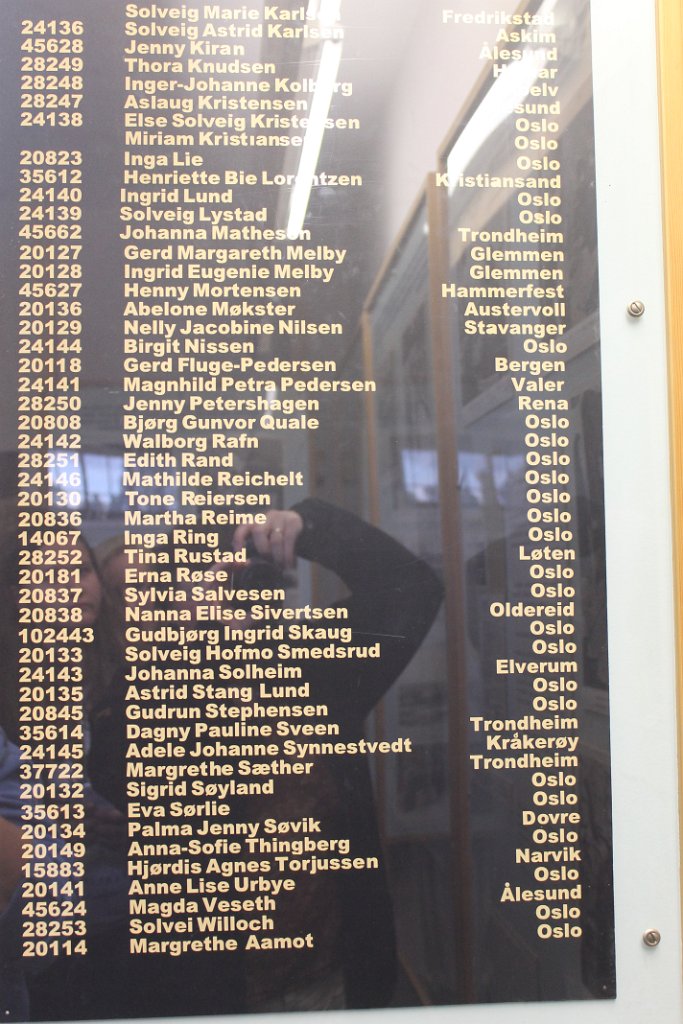 Solveig Marie Karlsen Fredrikstad
24136 Solveig Astrid Karlsen Askim
45628 Jenny Kiran Ålesund
28249 Thora Knudsen
28248 Inger-Johanne Kolberg
28247 Aslaug Kristensen
24138 Else Solveig Kristensen Oslo
Miriam Kristiansen Oslo
20823 Inga Lie Oslo
35612 Henriette Bie Lorentzen Kristiansand
24140 Ingrid Lund Oslo
24139 Solveig Lystad Oslo
45662 Johanna Matheson Trondheim
20127 Gerd Margareth Melby Glemmen
20128 Ingrid Eugenie Melby Glemmen
45627 Henny Mortensen Hammerfest
20136 Abelone Møkster Austervoll
20129 Nelly Jacobine Nilsen Stavanger
24144 Birgit Nissen Oslo
20118 Gerd Fluge-Pedersen Bergen
24141 Magnhild Petra Pedersen Valer
28250 Jenny Petershagen Rena
20808 Bjørg Gunvor Quale Oslo
24142 Walborg Rafn Oslo
28251 Edith Rand Oslo
24146 Mathilde Reichelt Oslo
20130 Tone Reiersen Oslo
20836 Martha Reime Oslo
14067 Inga Ring Oslo
28252 Tina Rustad Løten
20181 Erna Røse Oslo
20837 Sylvia Salvesen Oslo
20838 Nanna Elise Sivertsen Oldereid
102443 Gudbjørg Ingrid Skaug Oslo
20133 Solveig Hofmo Smedsrud Oslo
24143 Johanna Solheim Elverum
20135 Astrid Stang Lund Oslo
20845 Gudrun Stephensen Oslo
35614 Dagny Pauline Sveen Trondheim
24145 Adele Johanne Synnestvedt Kråkerøy
37722 Margrethe Sæther Trondheim
20132 Sigrid Søyland Oslo
35613 Eva Sørlie Oslo
20134 Palma Jenny Søvik Dovre
20149 Anna-Sofie Thingberg Oslo
15883 Hjørdis Agnes Torjussen Narvik
20141 Anne Lise Urbye Oslo
45624 Magda Veseth Ålesund
28253 Solvei Willoch Oslo
20114 Margrethe Aamot Oslo